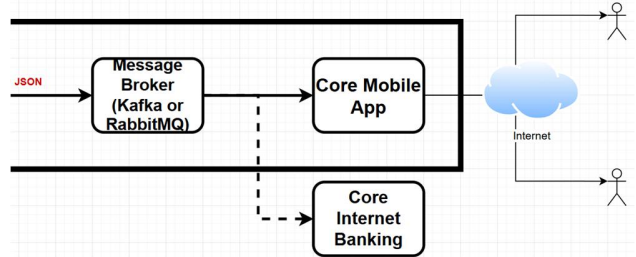 JSON
Message
Broker
(Kafka or
RabbitMQ)
Core Mobile
App
Internet
Core
Internet
Banking